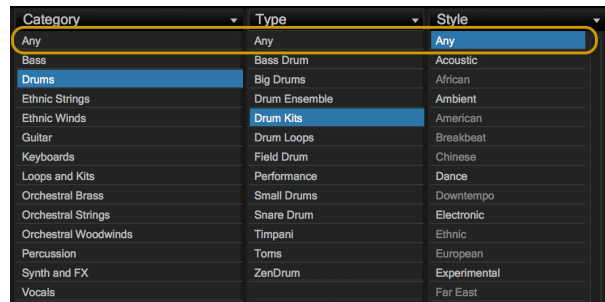 Category Type Style
Any Any Any
Bass Bass Drum Acoustic
Drums Big Drums African
Ethnic Strings Drum Ensemble Ambient
Ethnic Winds Drum Kits American
Guitar Drum Loops Breakbeat
Keyboards Field Drum Chinese
Loops and Kits Performance Dance
Orchestral Brass Small Drums Downtempo
Orchestral Strings Snare Drum Electronic
Orchestral Woodwinds Timpani Ethnic
Percussion Toms European
Synth and FX ZenDrum Experimental
Vocals Far East